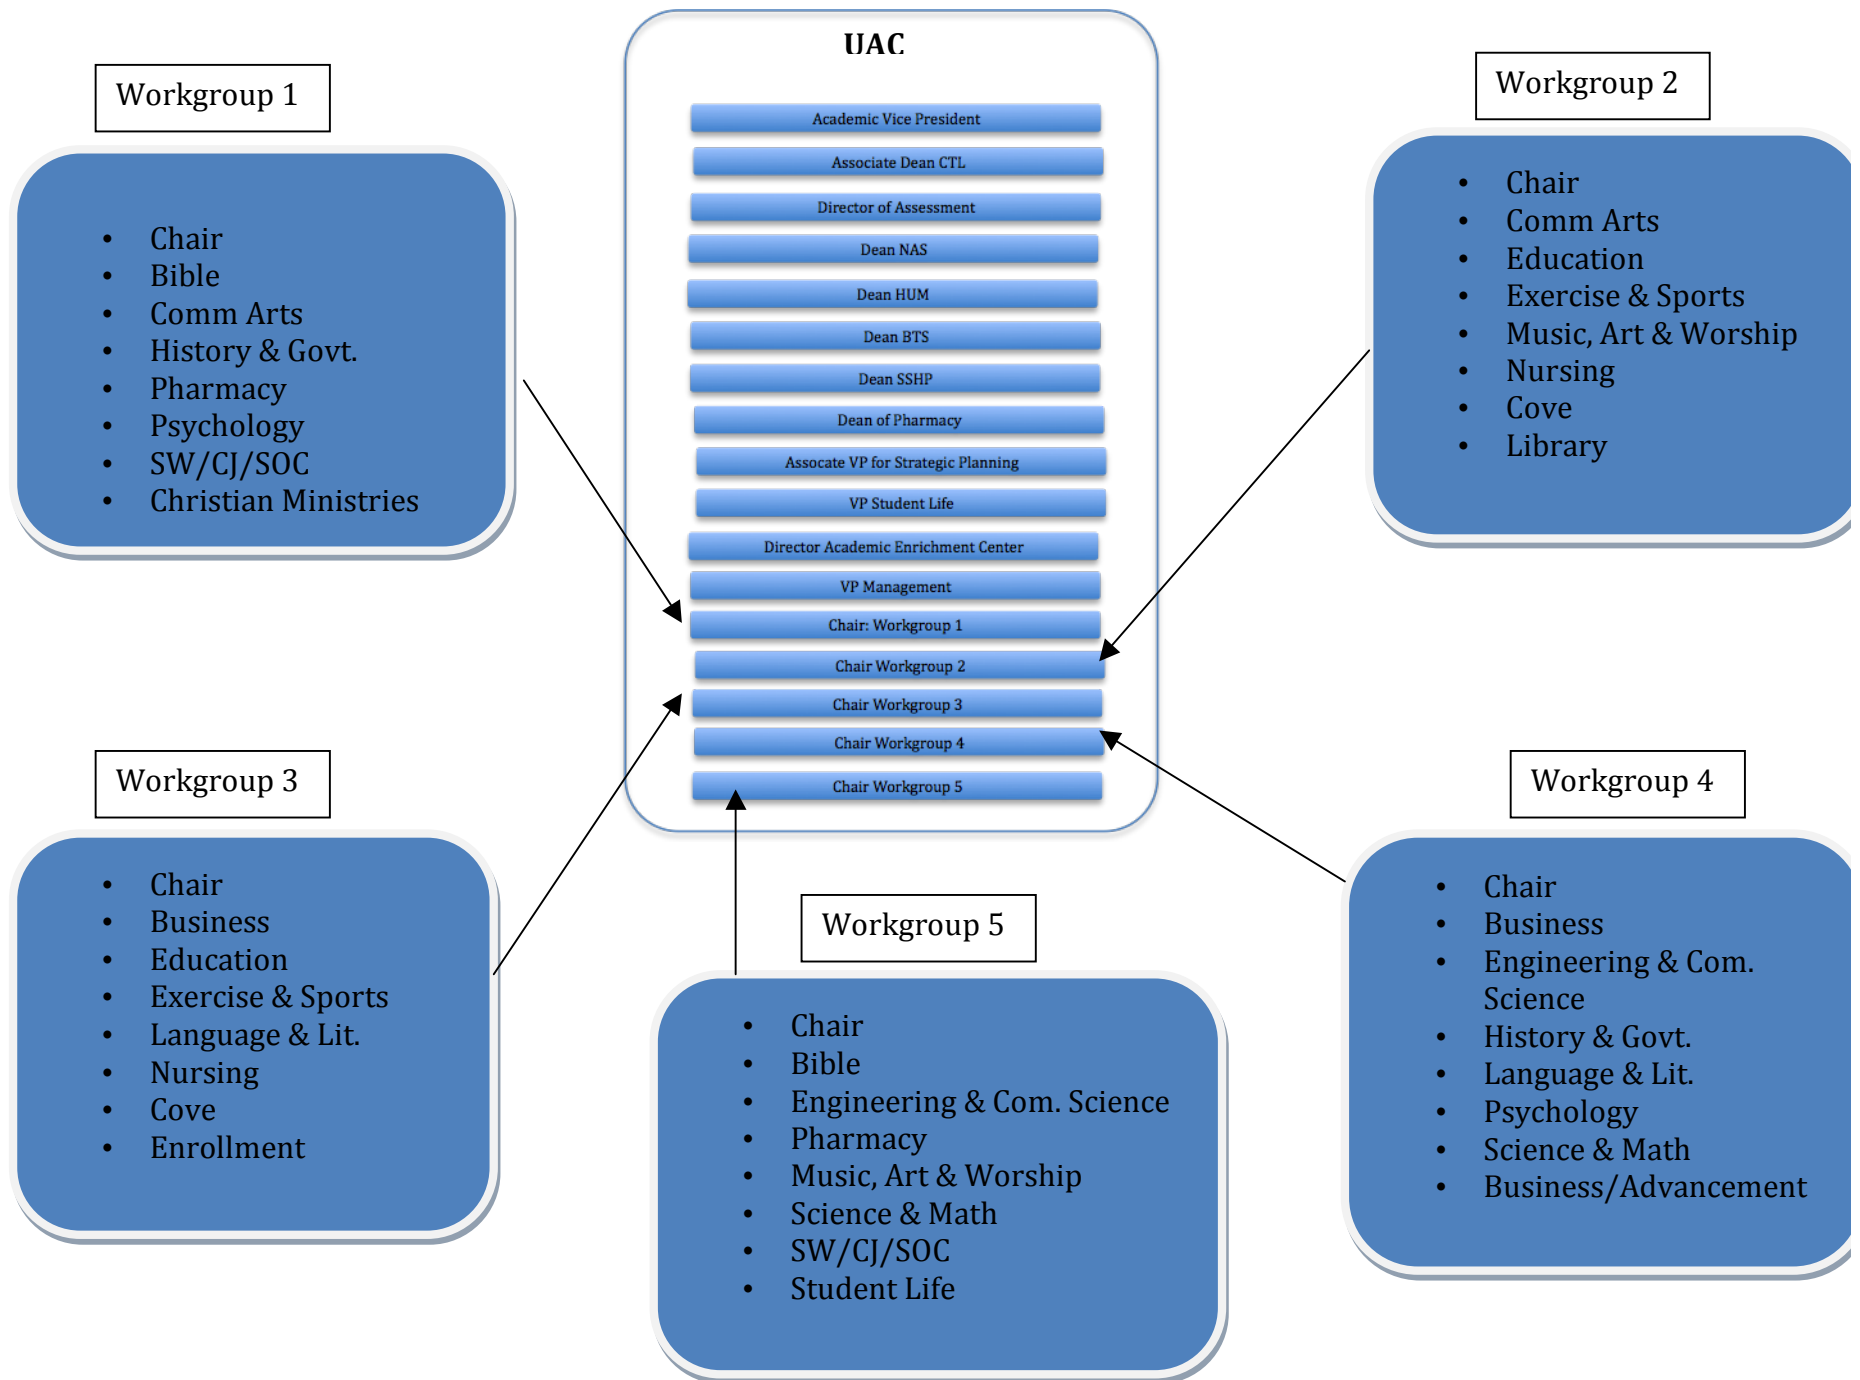 UAC
Academic Vice President
Associate Dean CTL
Director of Assessment
Dean NAS
Dean HUM
Dean BTS
Dean SSHP
Dean of Pharmacy
Assocate VP for Strategic Planning
VP Student Life
Director Academic Enrichment Center
VP Management
Chair: Workgroup 1
Chair Workgroup 2
Chair Workgroup 3
Chair Workgroup 4
Chair Workgroup 5
Workgroup 1
• Chair
• Bible
• Comm Arts
• History & Govt.
• Pharmacy
• Psychology
• SW/CJ/SOC
• Christian Ministries
Workgroup 2
• Chair
• Comm Arts
• Education
• Exercise & Sports
• Music, Art & Worship
• Nursing
• Cove
• Library
Workgroup 3
• Chair
• Business
• Education
• Exercise & Sports
• Language & Lit.
• Nursing
• Cove
• Enrollment
Workgroup 5
• Chair
• Bible
• Engineering & Com. Science
• Pharmacy
• Music, Art & Worship
• Science & Math
• SW/CJ/SOC
• Student Life
Workgroup 4
• Chair
• Business
• Engineering & Com.
Science
• History & Govt.
• Language & Lit.
• Psychology
• Science & Math
• Business/Advancement